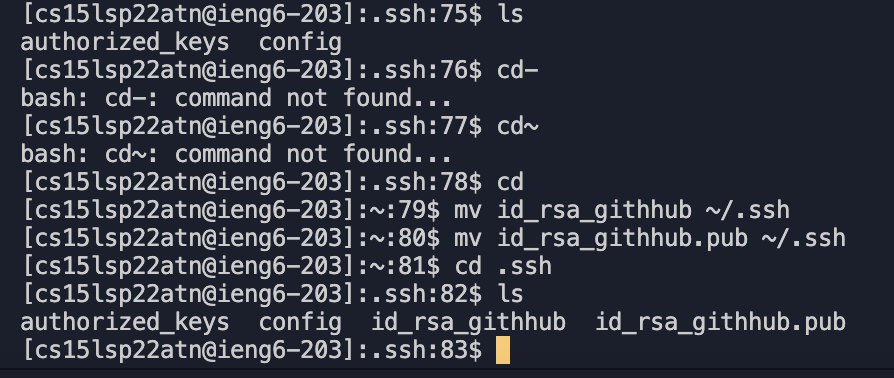 [cs15lsp22atn@ieng6-203]:.ssh:75$ ls
authorized_keys  config
[cs15lsp22atn@ieng6-203]:.ssh:76$ cd-
bash: cd-: command not found...
[cs15lsp22atn@ieng6-203]:.ssh:77$ cd~
bash: cd~: command not found...
[cs15lsp22atn@ieng6-203]:.ssh:78$ cd
[cs15lsp22atn@ieng6-203]:~:79$ mv id_rsa_githhub ~/.ssh
[cs15lsp22atn@ieng6-203]:~:80$ mv id_rsa_githhub.pub ~/.ssh
[cs15lsp22atn@ieng6-203]:~:81$ cd .ssh
[cs15lsp22atn@ieng6-203]:.ssh:82$ ls
authorized_keys  config  id_rsa_githhub  id_rsa_githhub.pub
[cs15lsp22atn@ieng6-203]:.ssh:83$